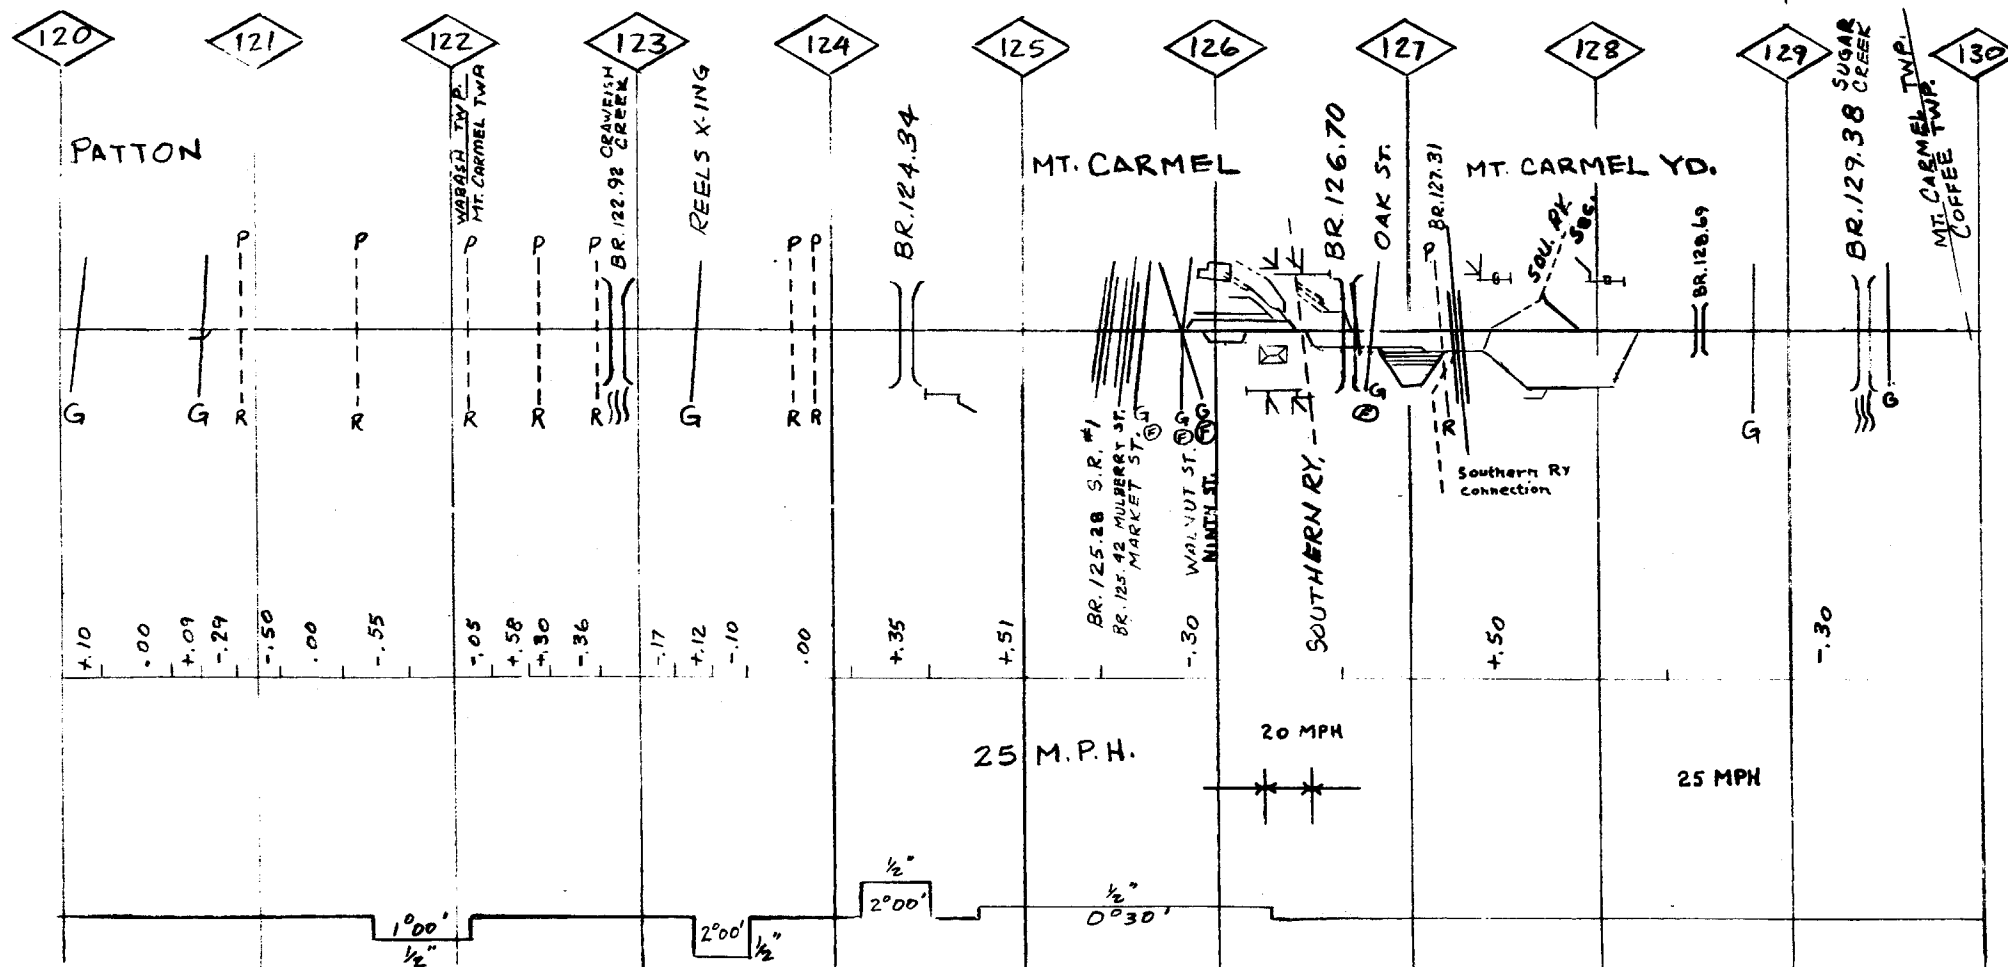 120
121
122
123
124
125
126
127
128
129
130
PATTON
WABASH TWP.
MT. CARMEL TWP.
BR. 122.92 CRAWFISH
CREEK
REELS X-ING
BR. 124.34
MT. CARMEL
BR. 126.70
OAK ST.
BR. 127.31
MT. CARMEL YD.
SOU. RY.
BR. 128.69
BR. 129.38 SUGAR
CREEK
MT. CARMEL TWP.
COFFEE TWP.
P
P
P
P
P
P
P
P
G
G
R
R
R
R
R
G
R
R
G
G
G
G
R
G
G
BR. 125.28 S.R. #1
BR. 125.42 MULBERRY ST.
MARKET ST.
WALNUT ST.
NINTH ST.
SOUTHERN RY.
Southern RY
connection
+.10
.00
+.09
-.29
-.50
.00
-.55
-.05
+.58
+.30
-.36
-.17
+.12
-.10
.00
+.35
+.51
-.30
+.50
-.30
25 M.P.H.
20 MPH
25 MPH
1°00'
1/2"
2°00'
1/2"
1/2"
2°00'
1/2"
0°30'